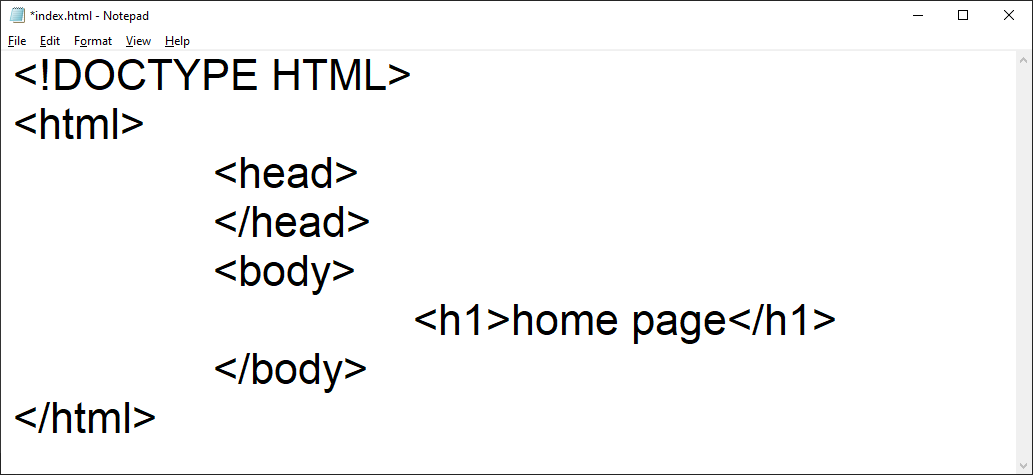 *index.html - Notepad
File Edit Format View Help
<!DOCTYPE HTML>
<html>
<head>
</head>
<body>
<h1>home page</h1>
</body>
</html>